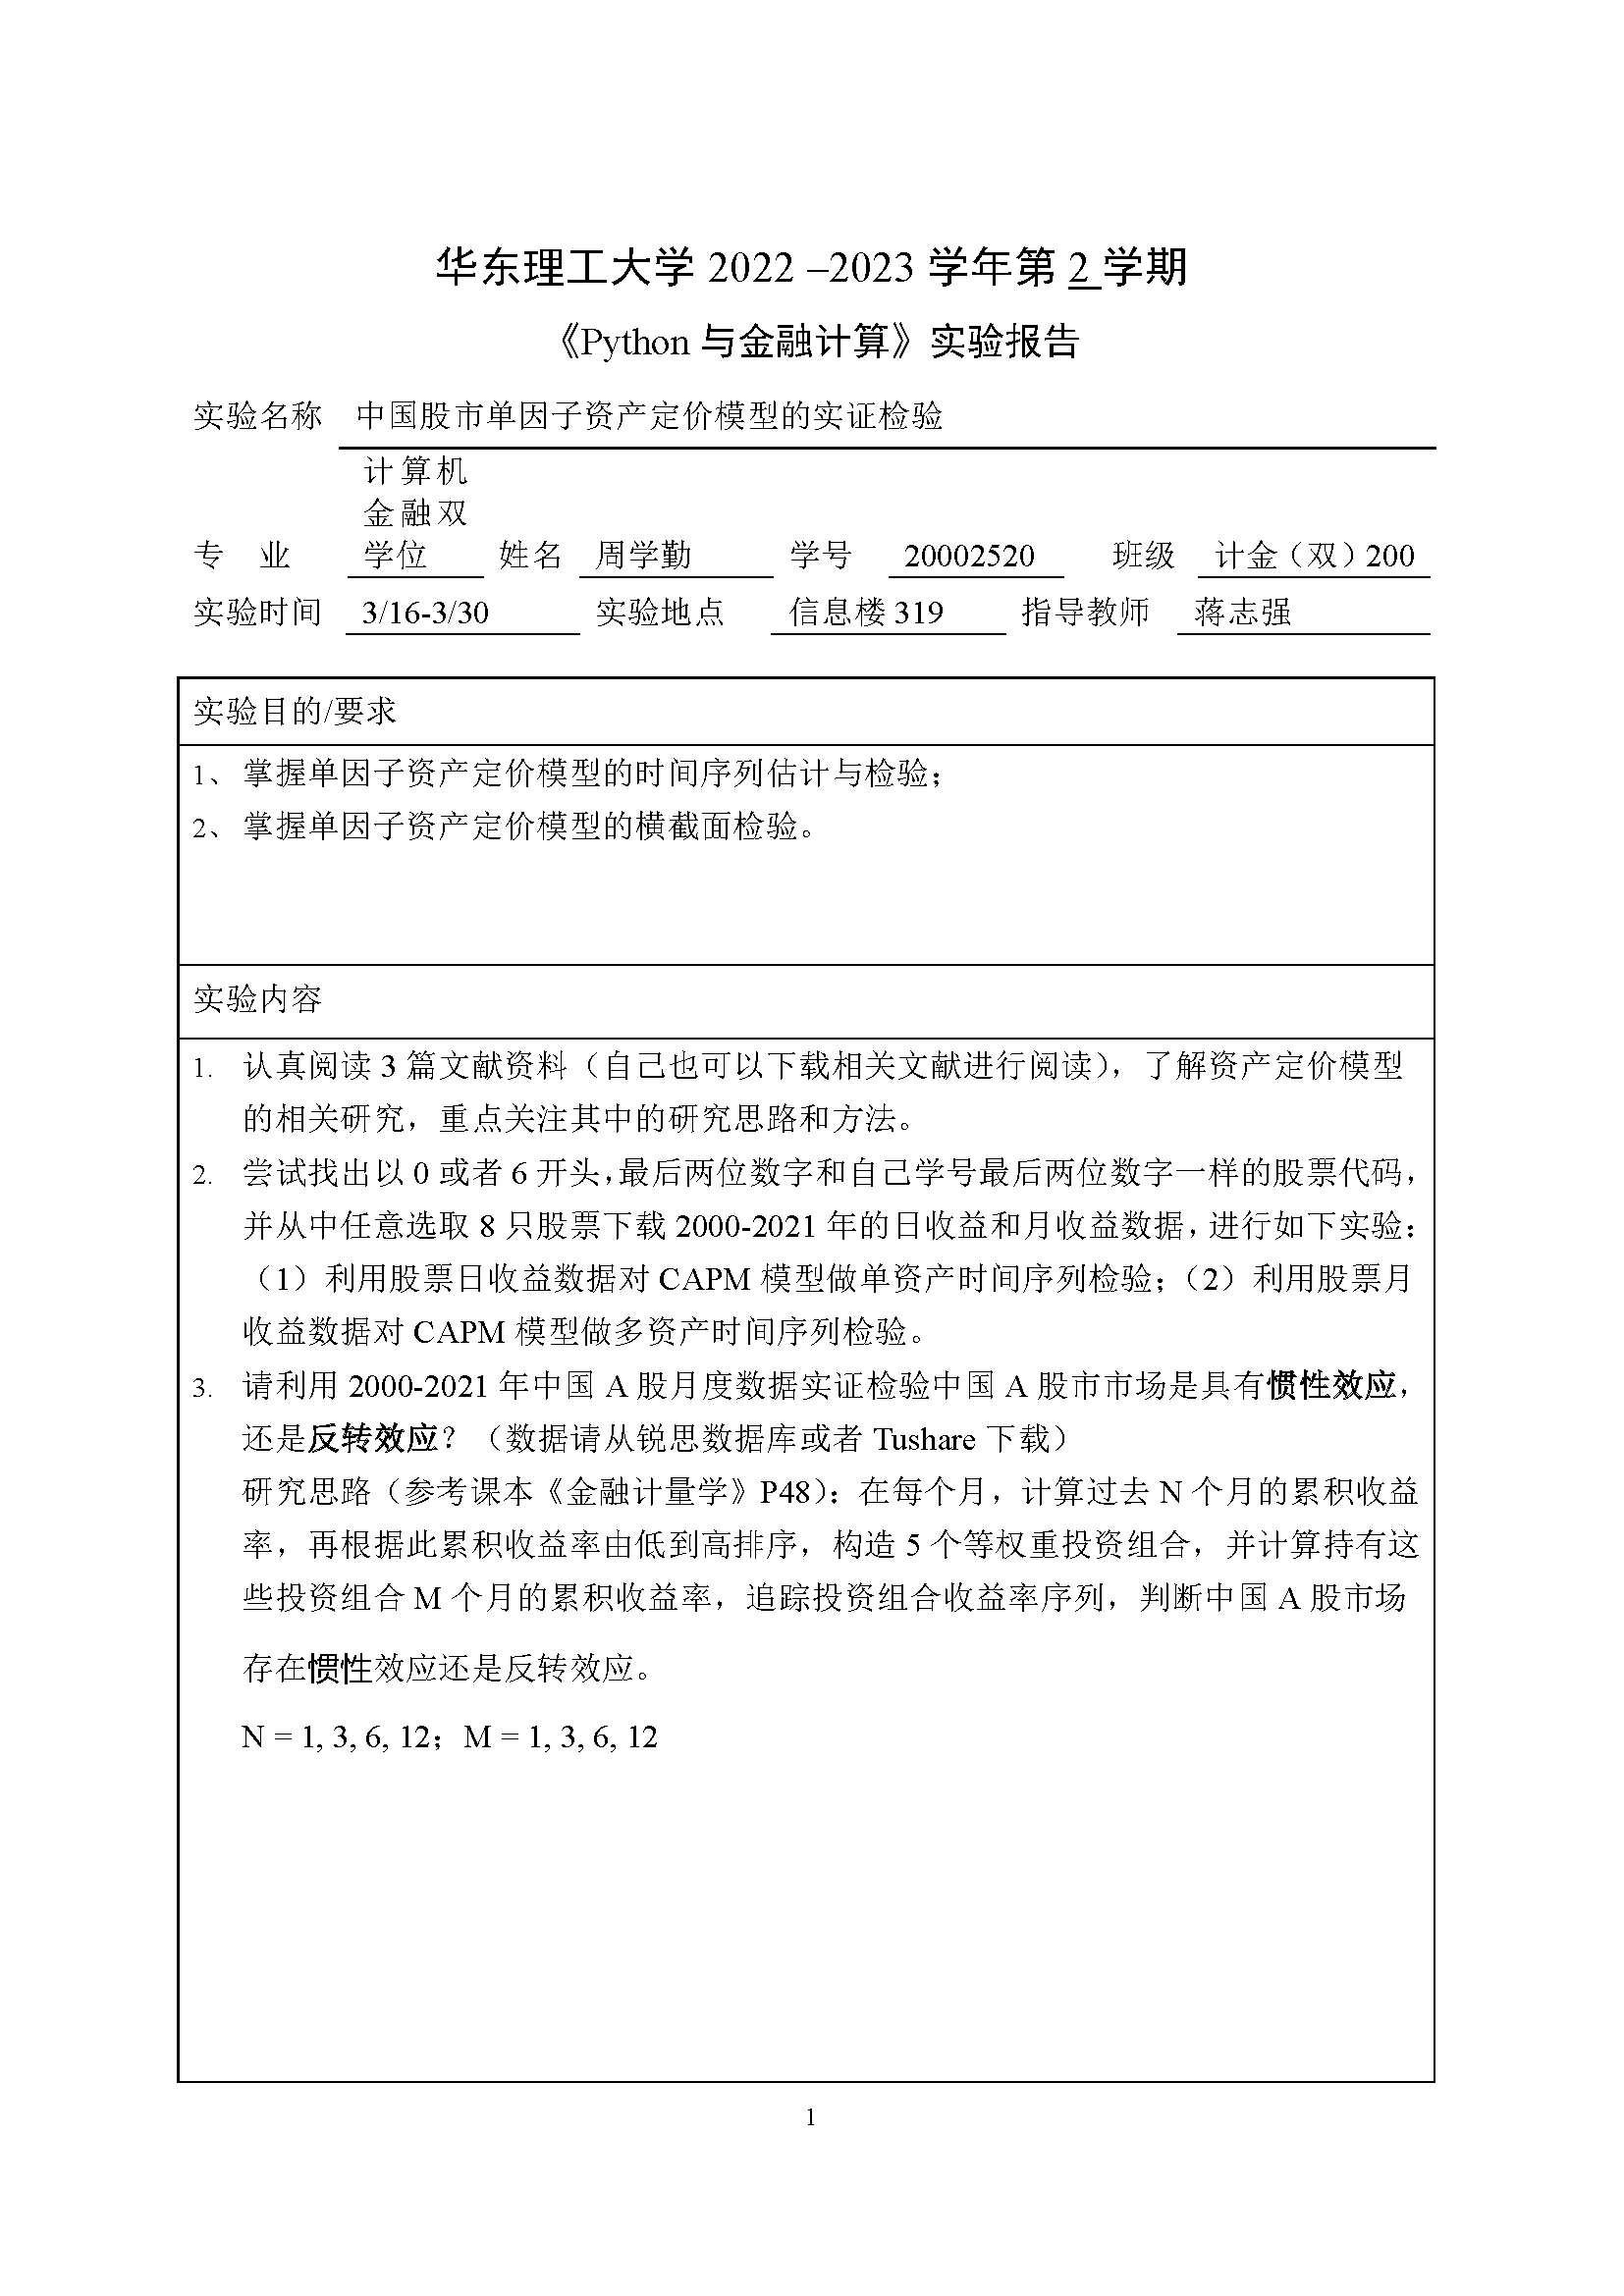 华东理工大学 2022 –2023 学年第 2 学期
《Python 与金融计算》实验报告
实验名称 中国股市单因子资产定价模型的实证检验
计算机
金融双
专 业 学位 姓名 周学勤 学号 20002520 班级 计金（双）200
实验时间 3/16-3/30 实验地点 信息楼 319 指导教师 蒋志强
实验目的/要求
1、 掌握单因子资产定价模型的时间序列估计与检验；
2、 掌握单因子资产定价模型的横截面检验。
实验内容
1. 认真阅读 3 篇文献资料（自己也可以下载相关文献进行阅读），了解资产定价模型
的相关研究，重点关注其中的研究思路和方法。
2. 尝试找出以 0 或者 6 开头，最后两位数字和自己学号最后两位数字一样的股票代码，
并从中任意选取 8 只股票下载 2000-2021 年的日收益和月收益数据，进行如下实验：
（1）利用股票日收益数据对 CAPM 模型做单资产时间序列检验；（2）利用股票月
收益数据对 CAPM 模型做多资产时间序列检验。
3. 请利用 2000-2021 年中国 A 股月度数据实证检验中国 A 股市市场是具有惯性效应，
还是反转效应？（数据请从锐思数据库或者 Tushare 下载）
研究思路（参考课本《金融计量学》P48）：在每个月，计算过去 N 个月的累积收益
率，再根据此累积收益率由低到高排序，构造 5 个等权重投资组合，并计算持有这
些投资组合 M 个月的累积收益率，追踪投资组合收益率序列，判断中国 A 股市场
存在惯性效应还是反转效应。
N = 1, 3, 6, 12；M = 1, 3, 6, 12
1